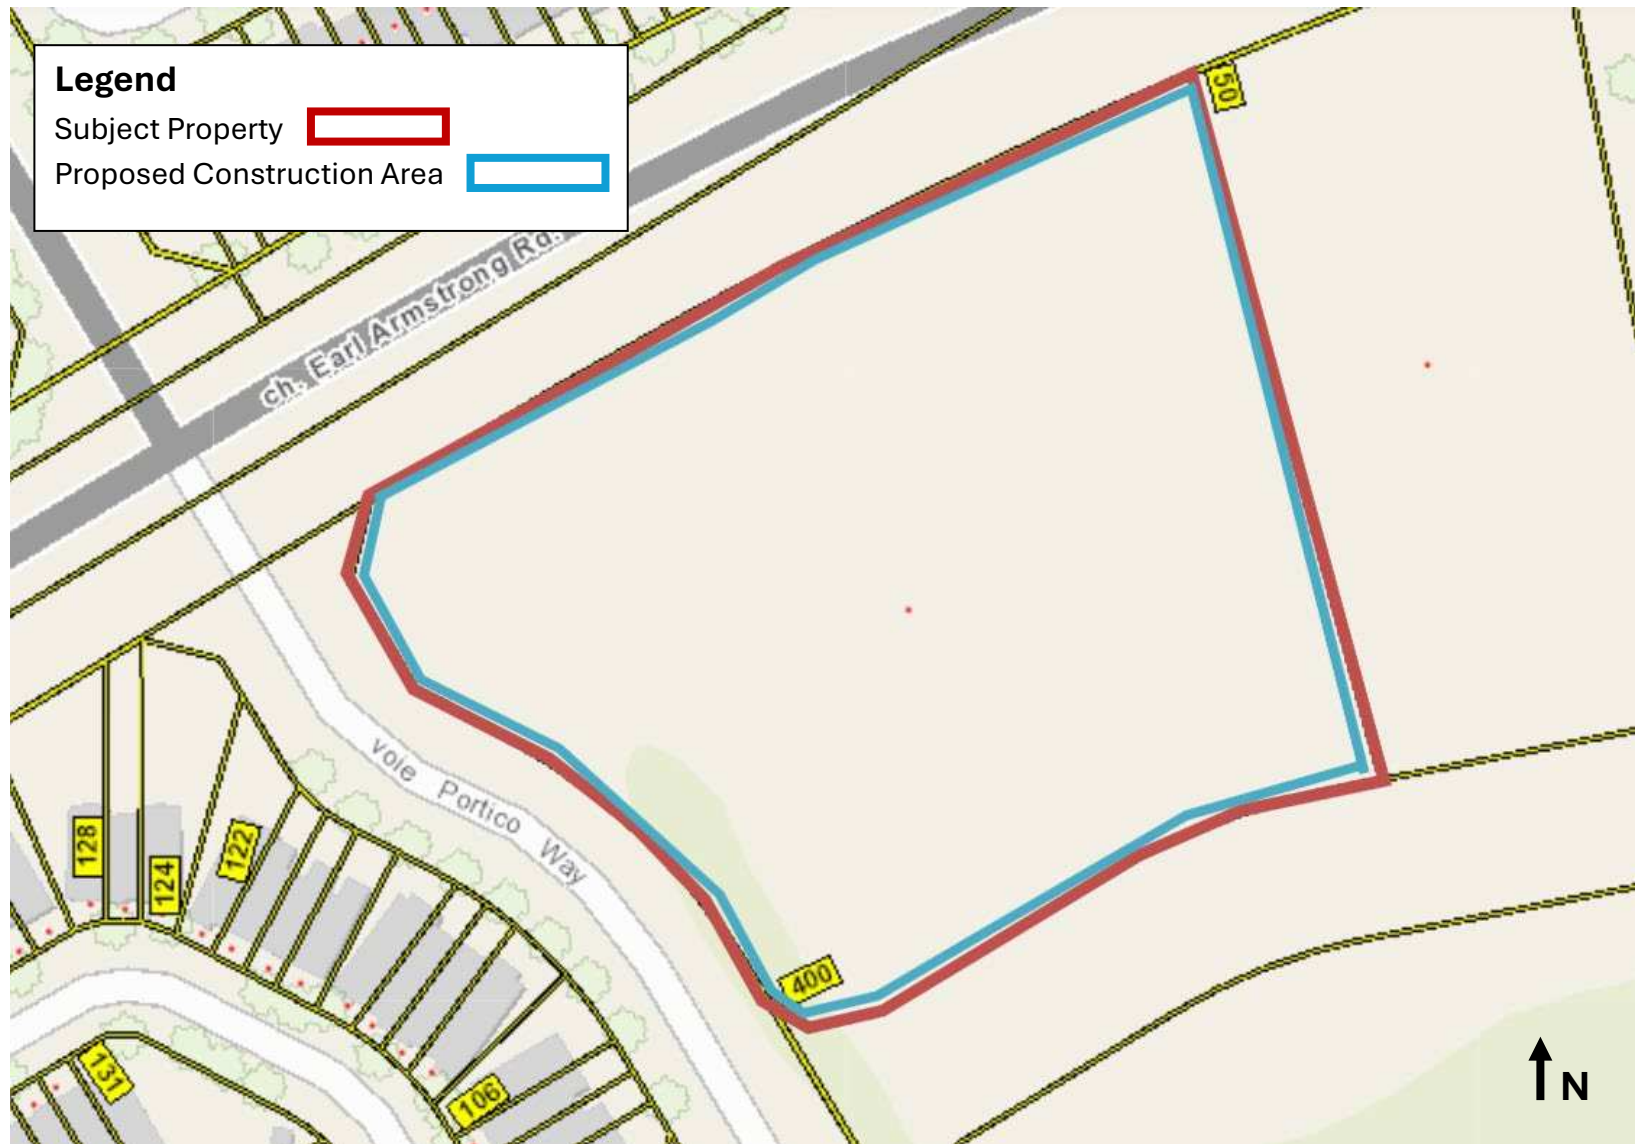 Legend
Subject Property
Proposed Construction Area
50
ch. Earl Armstrong Rd.
voie Portico Way
128
124
122
400
131
106
N